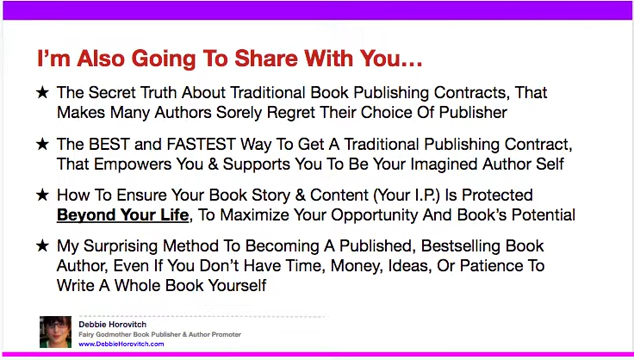 I'm Also Going To Share With You...
★ The Secret Truth About Traditional Book Publishing Contracts, That
Makes Many Authors Sorely Regret Their Choice Of Publisher
★ The BEST and FASTEST Way To Get A Traditional Publishing Contract,
That Empowers You & Supports You To Be Your Imagined Author Self
★ How To Ensure Your Book Story & Content (Your I.P.) Is Protected
Beyond Your Life, To Maximize Your Opportunity And Book's Potential
★ My Surprising Method To Becoming A Published, Bestselling Book
Author, Even If You Don't Have Time, Money, Ideas, Or Patience To
Write A Whole Book Yourself
Debbie Horovitch
Fairy Godmother Book Publisher & Author Promoter
www.DebbieHorovitch.com